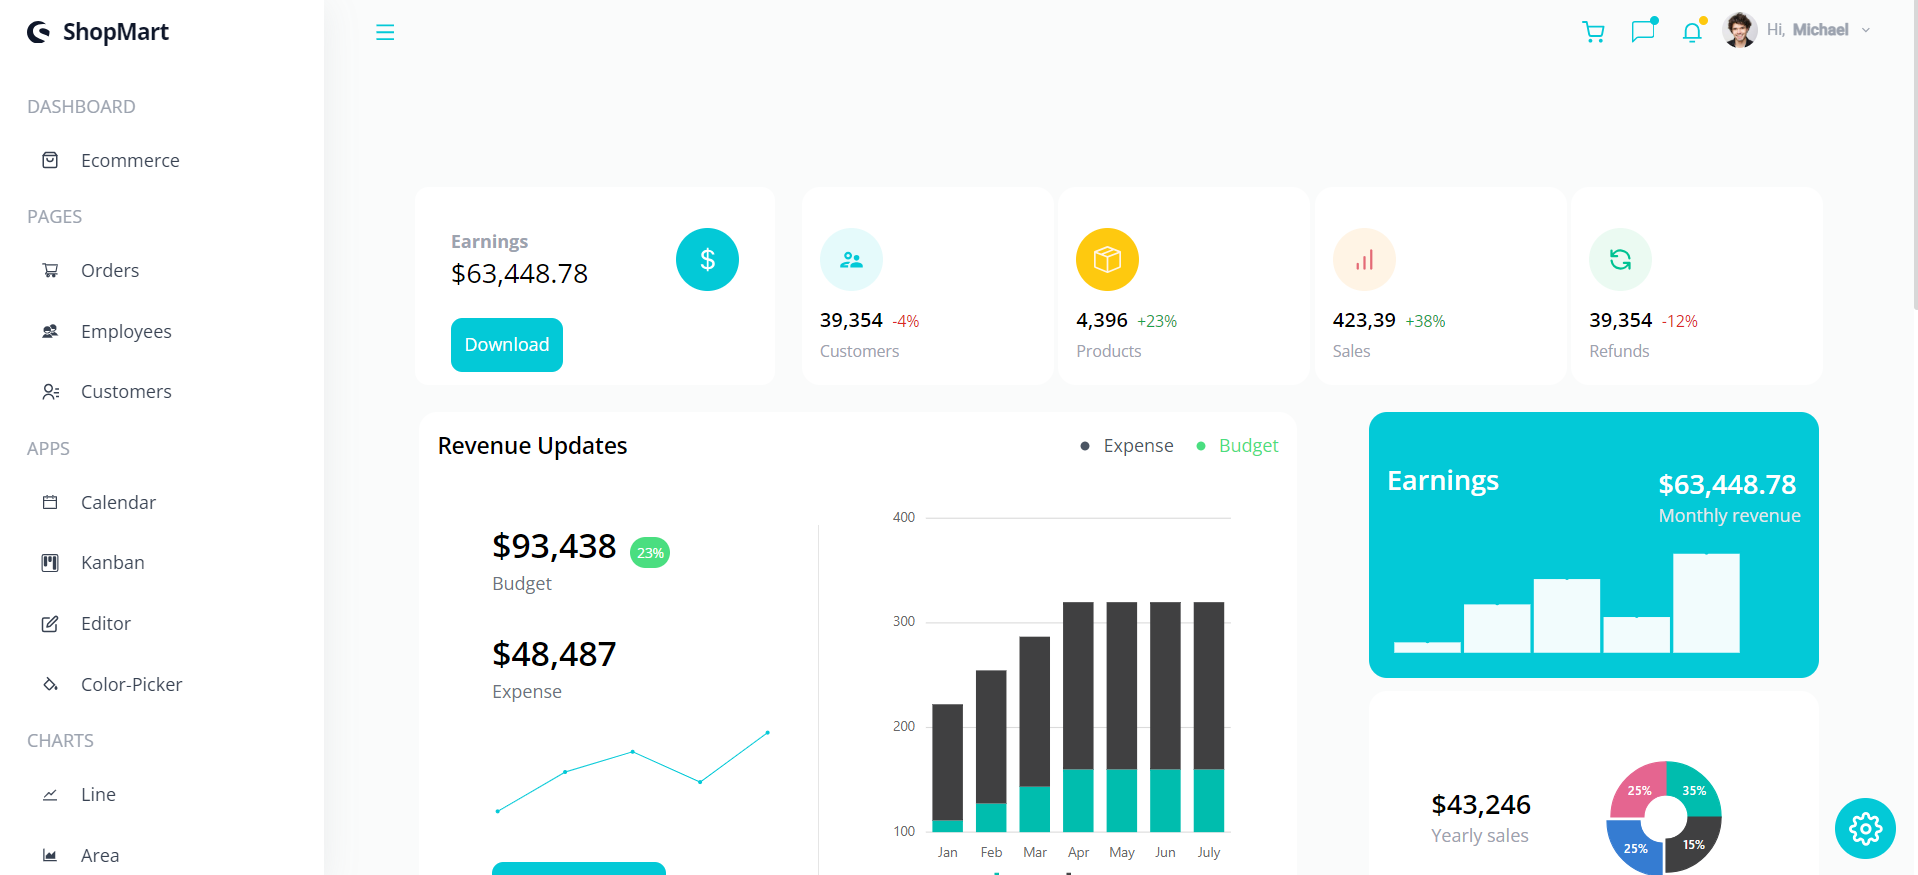 ShopMart
Hi, Michael
DASHBOARD
Ecommerce
PAGES
Orders
Employees
Customers
APPS
Calendar
Kanban
Editor
Color-Picker
CHARTS
Line
Area
Earnings
$63,448.78
$
Download
39,354 -4%
Customers
4,396 +23%
Products
423,39 +38%
Sales
39,354 -12%
Refunds
Revenue Updates
Expense Budget
$93,438 23%
Budget
$48,487
Expense
400
300
200
100
Jan Feb Mar Apr May Jun July
Earnings
$63,448.78
Monthly revenue
$43,246
Yearly sales
25% 35%
25% 15%